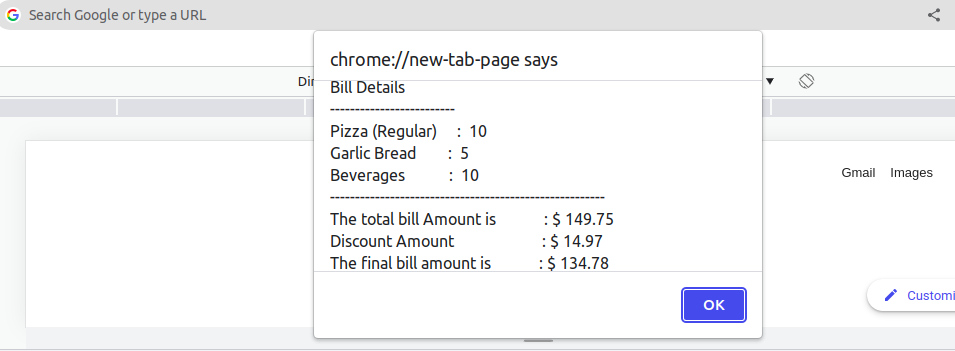 Search Google or type a URL
chrome://new-tab-page says
Bill Details
-------------------------
Pizza (Regular) : 10
Garlic Bread : 5
Beverages : 10
-------------------------------------------------------
The total bill Amount is : $ 149.75
Discount Amount : $ 14.97
The final bill amount is : $ 134.78
OK
Gmail Images